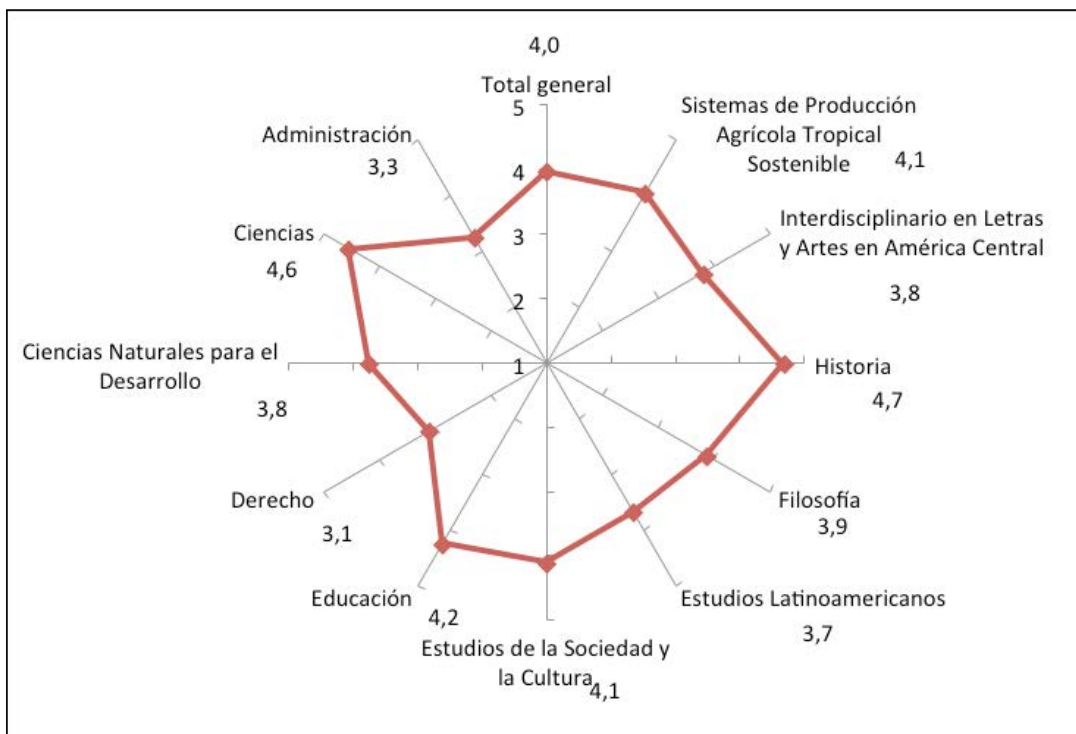 4,0
Total general
5
4
3
2
1
Sistemas de Producción
Agrícola Tropical
Sostenible
4,1
Interdisciplinario en Letras
y Artes en América Central
3,8
Historia
4,7
Filosofía
3,9
Estudios Latinoamericanos
3,7
Estudios de la Sociedad y
la Cultura
4,1
Educación
4,2
Derecho
3,1
Ciencias Naturales para el
Desarrollo
3,8
Ciencias
4,6
Administración
3,3